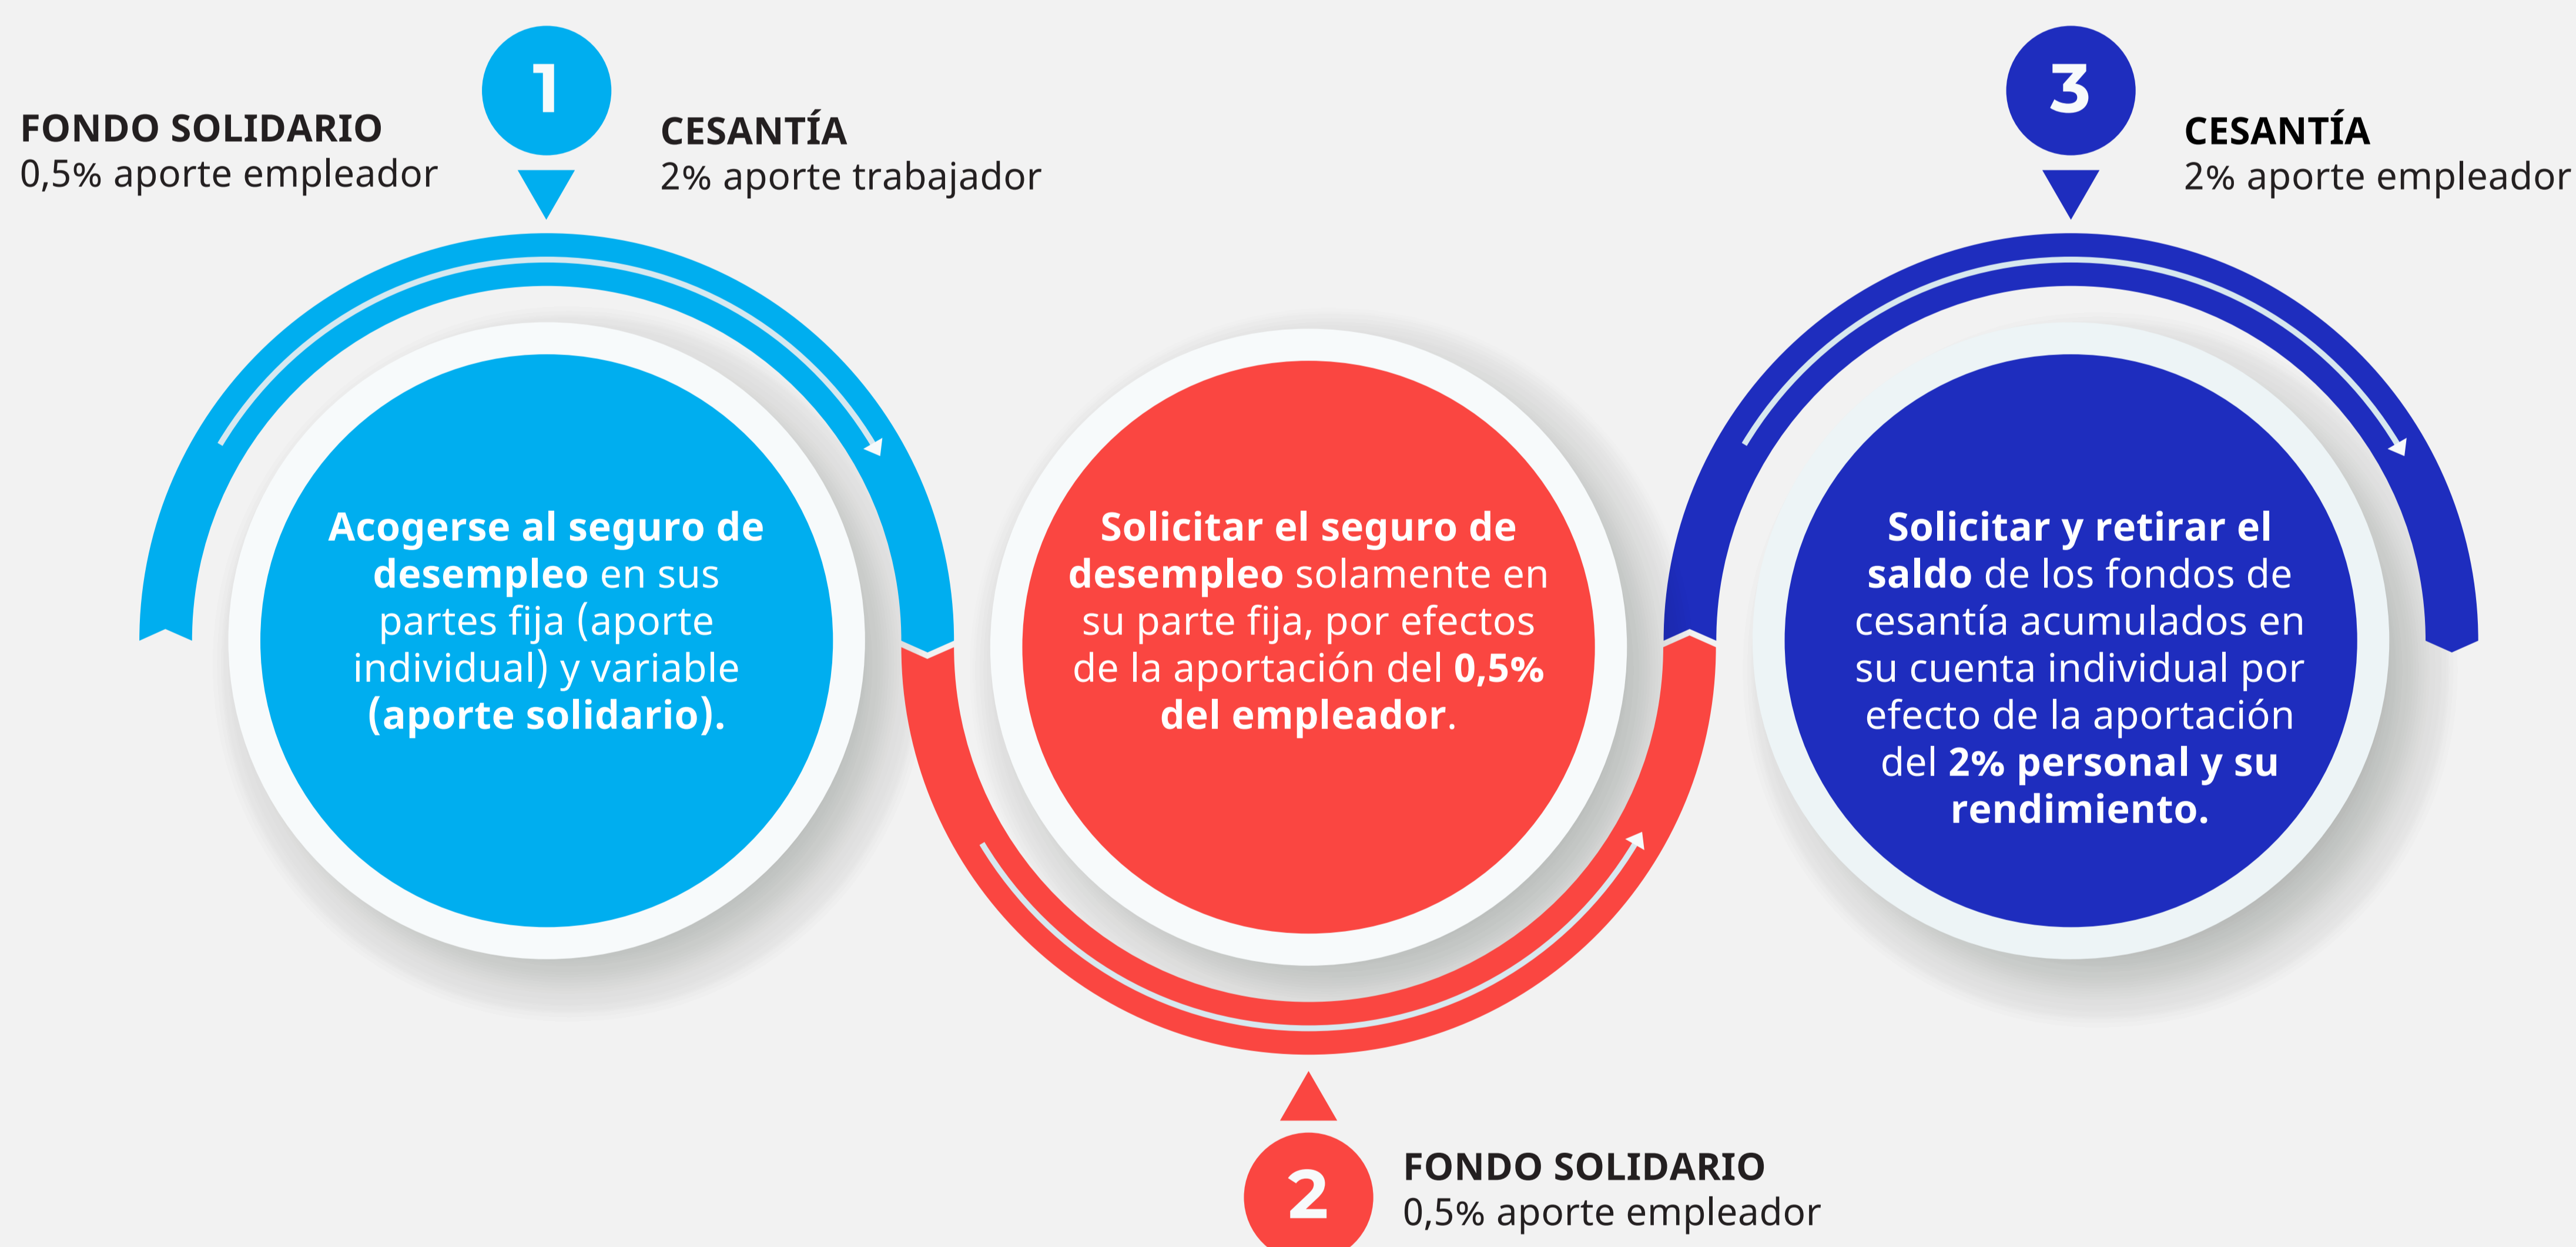 1
FONDO SOLIDARIO
0,5% aporte empleador
CESANTÍA
2% aporte trabajador
Acogerse al seguro de
desempleo en sus
partes fija (aporte
individual) y variable
(aporte solidario).
Solicitar el seguro de
desempleo solamente en
su parte fija, por efectos
de la aportación del 0,5%
del empleador.
2
FONDO SOLIDARIO
0,5% aporte empleador
3
CESANTÍA
2% aporte empleador
Solicitar y retirar el
saldo de los fondos de
cesantía acumulados en
su cuenta individual por
efecto de la aportación
del 2% personal y su
rendimiento.